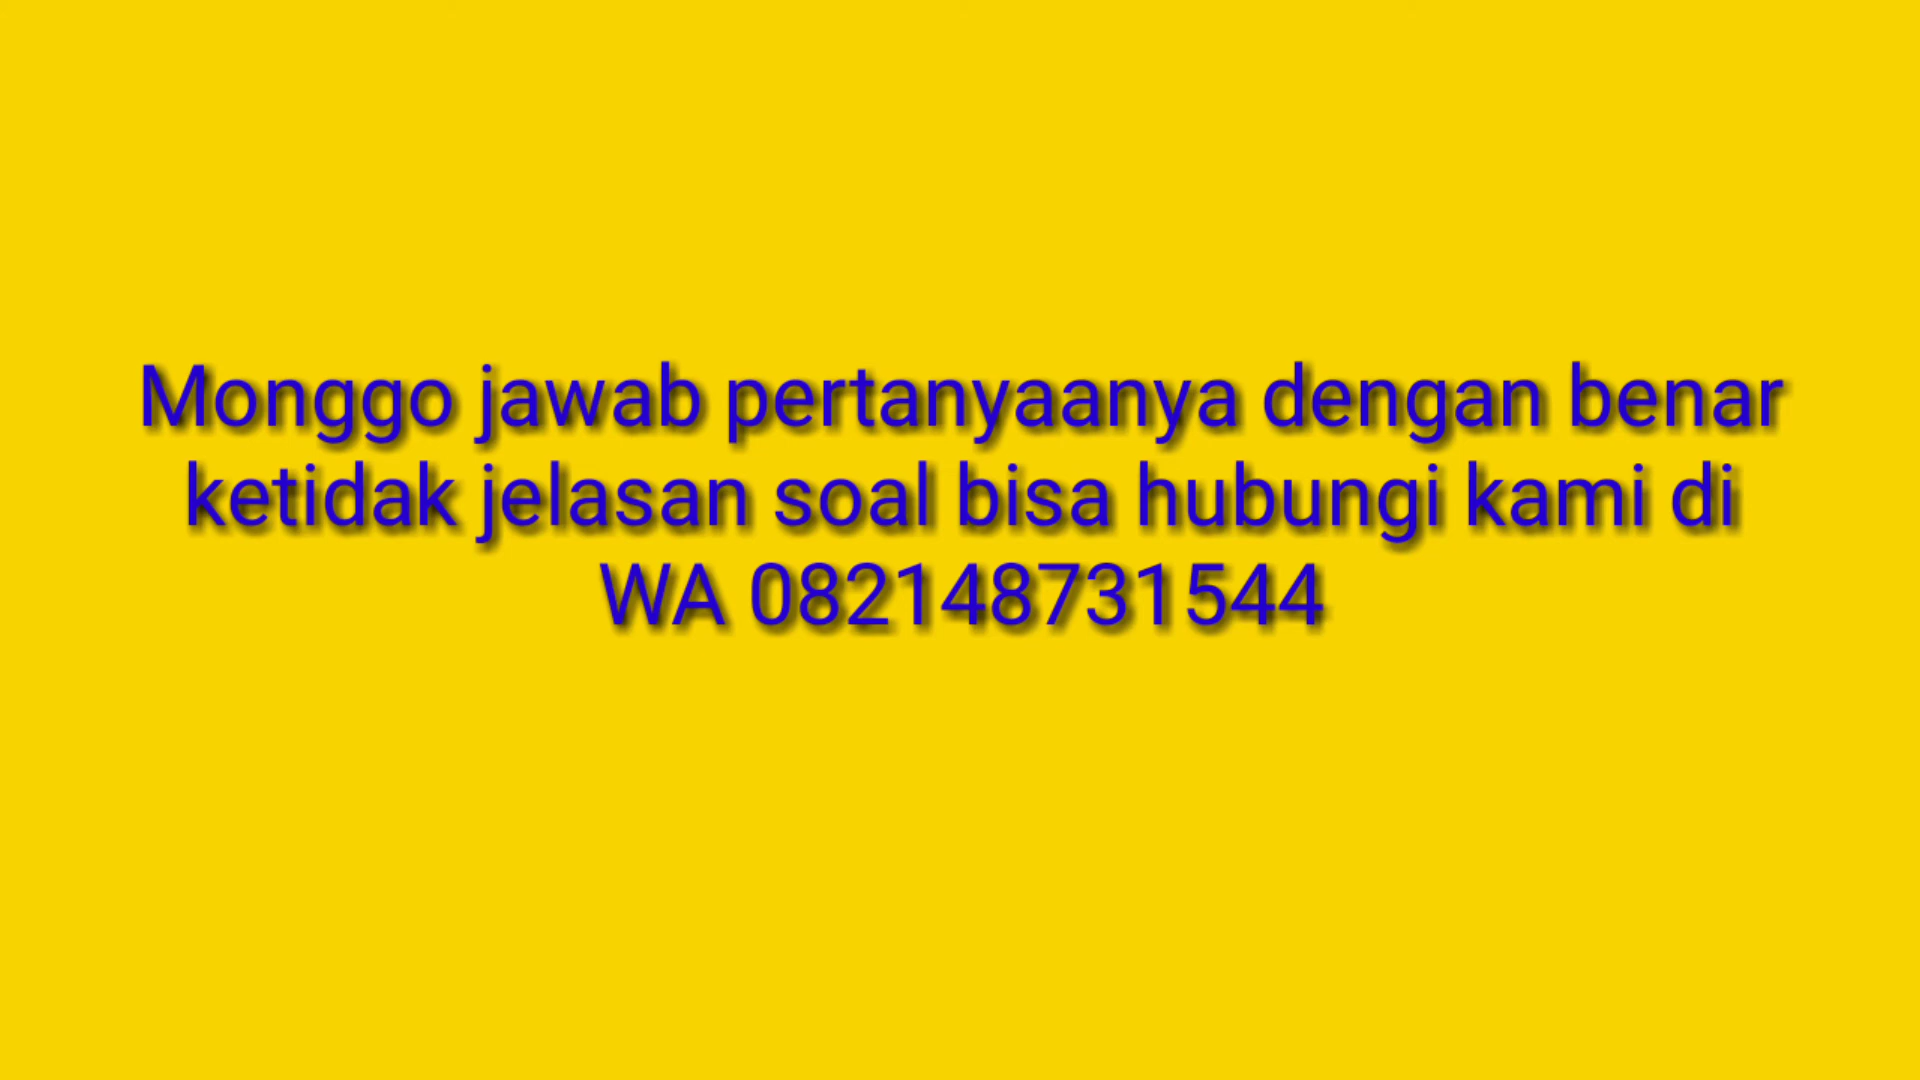 Monggo jawab pertanyaanya dengan benar
ketidak jelasan soal bisa hubungi kami di
WA 082148731544